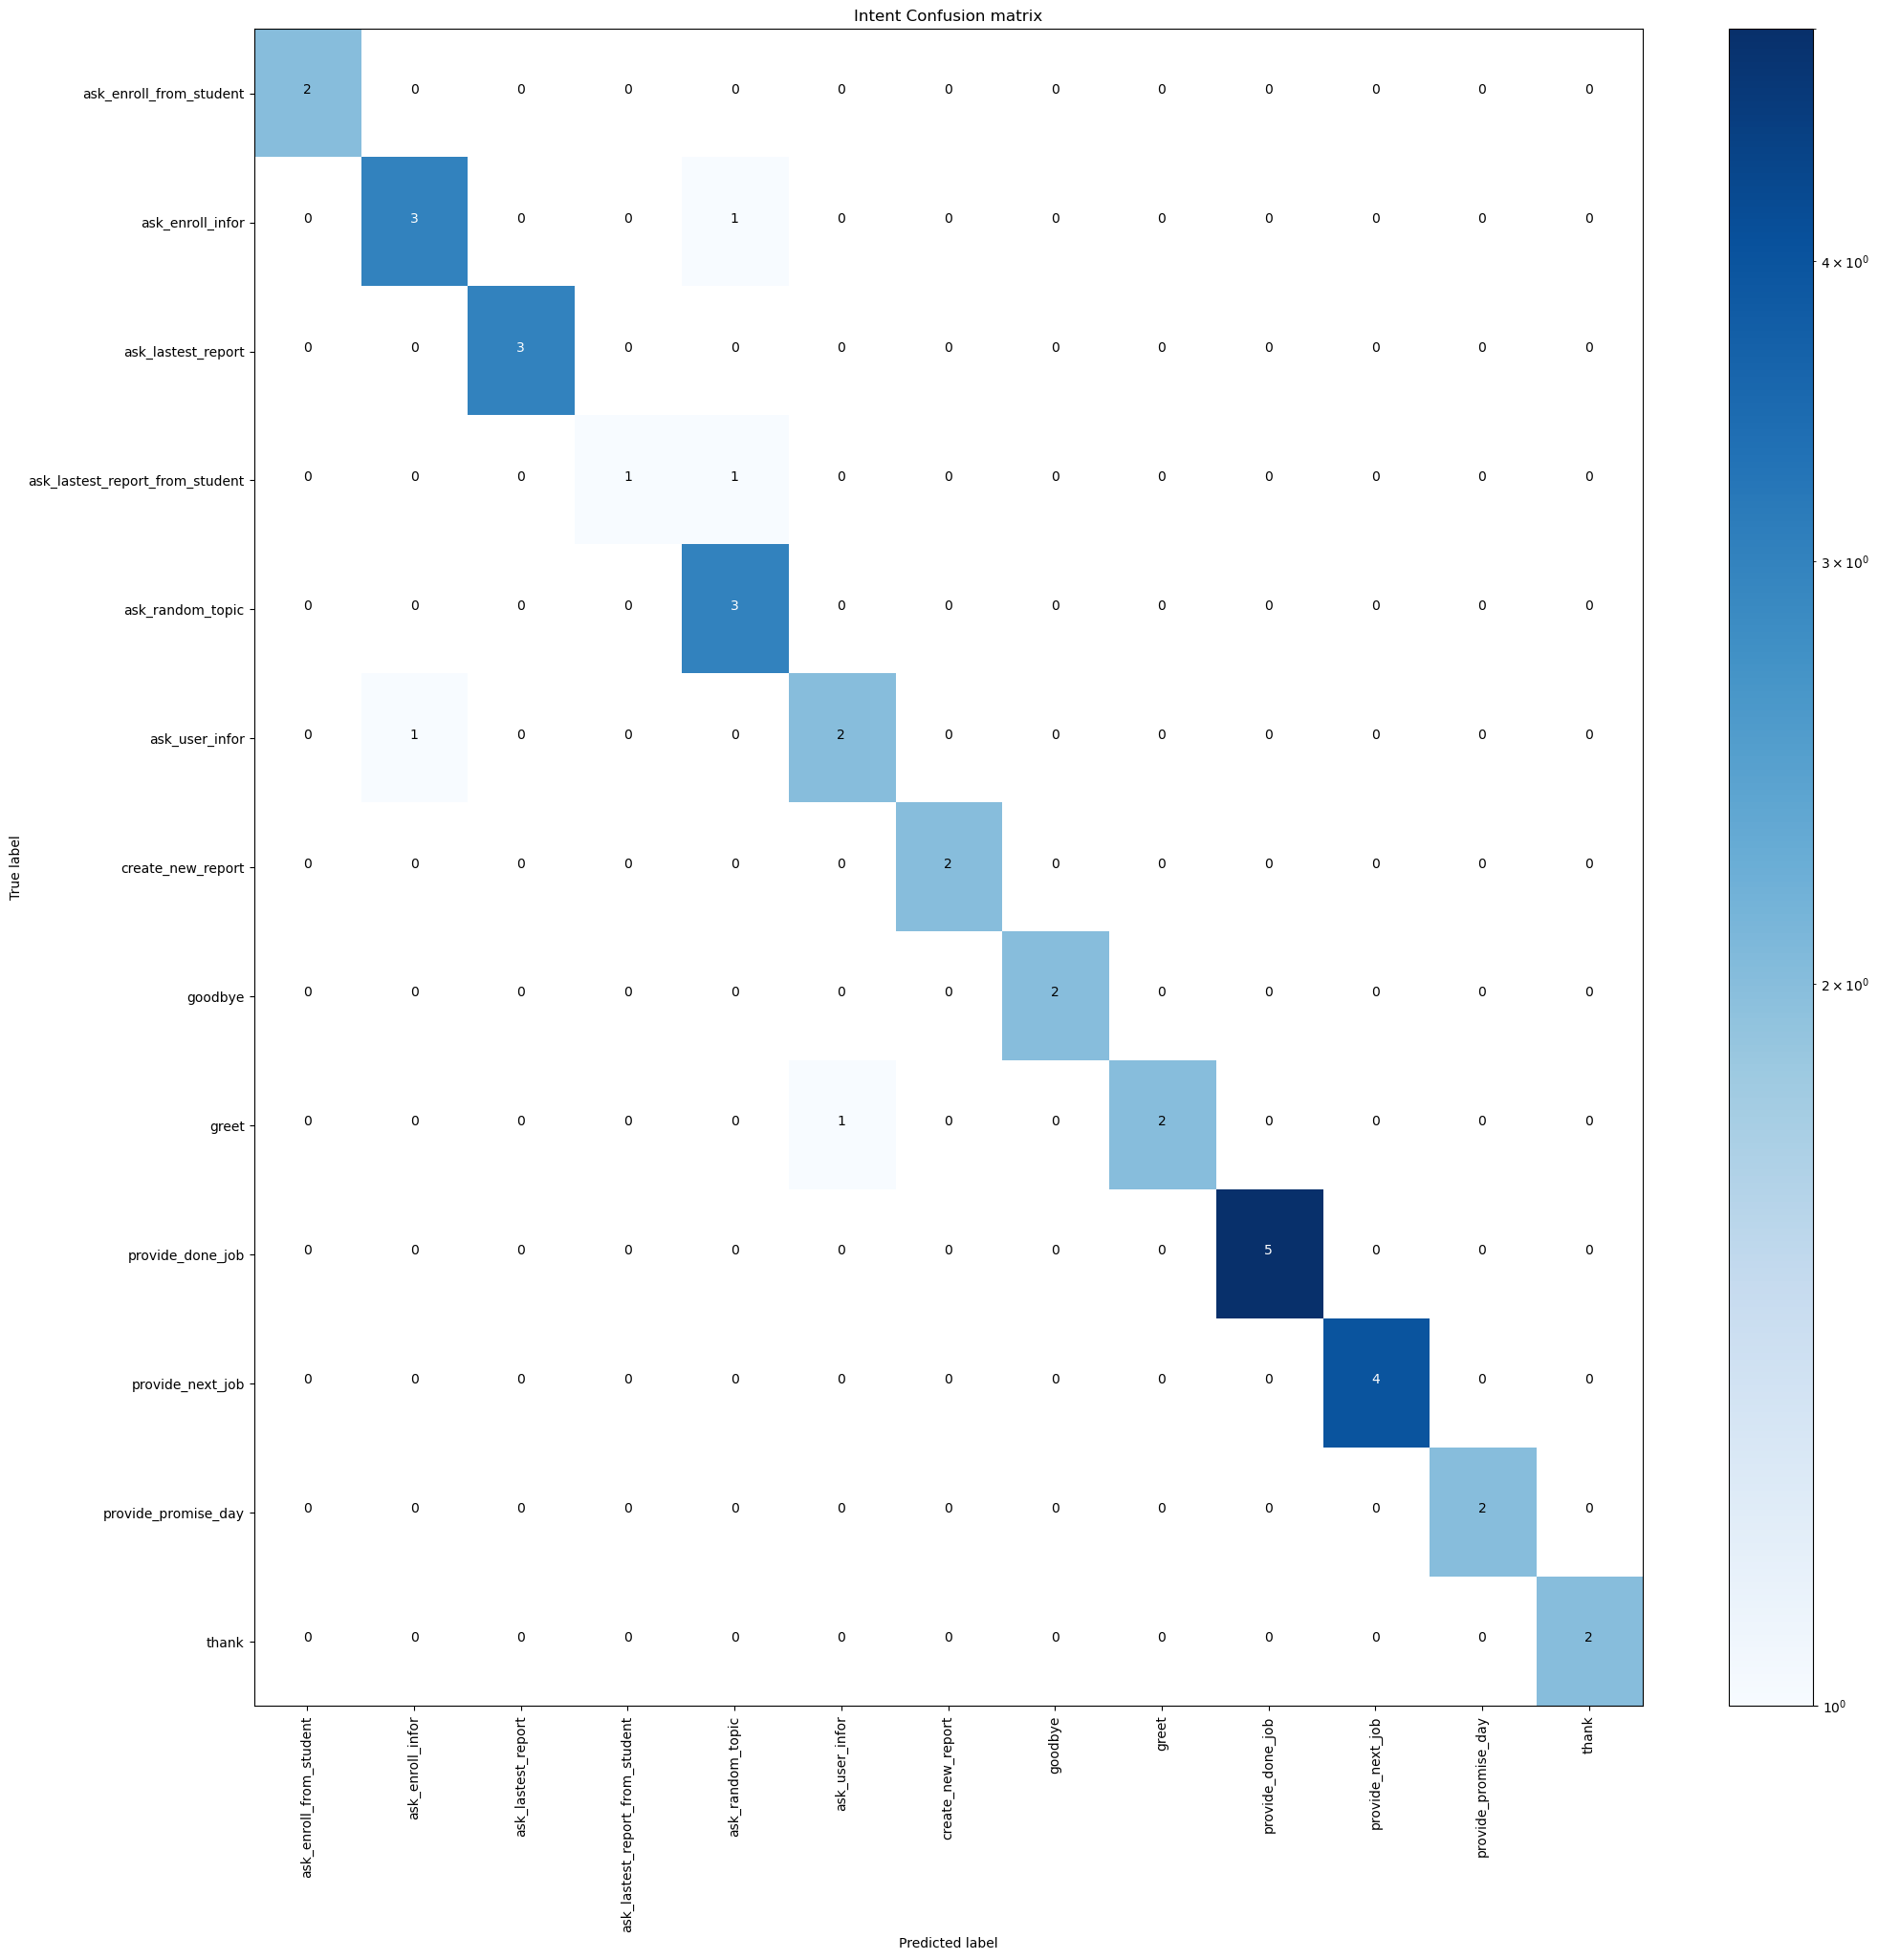 Intent Confusion matrix
ask_enroll_from_student 2 0 0 0 0 0 0 0 0 0 0 0 0
ask_enroll_infor 0 3 0 0 1 0 0 0 0 0 0 0 0
ask_lastest_report 0 0 3 0 0 0 0 0 0 0 0 0 0
ask_lastest_report_from_student 0 0 0 1 1 0 0 0 0 0 0 0 0
ask_random_topic 0 0 0 0 3 0 0 0 0 0 0 0 0
ask_user_infor 0 1 0 0 0 2 0 0 0 0 0 0 0
create_new_report 0 0 0 0 0 0 2 0 0 0 0 0 0
goodbye 0 0 0 0 0 0 0 2 0 0 0 0 0
greet 0 0 0 0 0 1 0 0 2 0 0 0 0
provide_done_job 0 0 0 0 0 0 0 0 0 5 0 0 0
provide_next_job 0 0 0 0 0 0 0 0 0 0 4 0 0
provide_promise_day 0 0 0 0 0 0 0 0 0 0 0 2 0
thank 0 0 0 0 0 0 0 0 0 0 0 0 2
True label
ask_enroll_from_student
ask_enroll_infor
ask_lastest_report
ask_lastest_report_from_student
ask_random_topic
ask_user_infor
create_new_report
goodbye
greet
provide_done_job
provide_next_job
provide_promise_day
thank
Predicted label
4 × 10⁰
3 × 10⁰
2 × 10⁰
10⁰